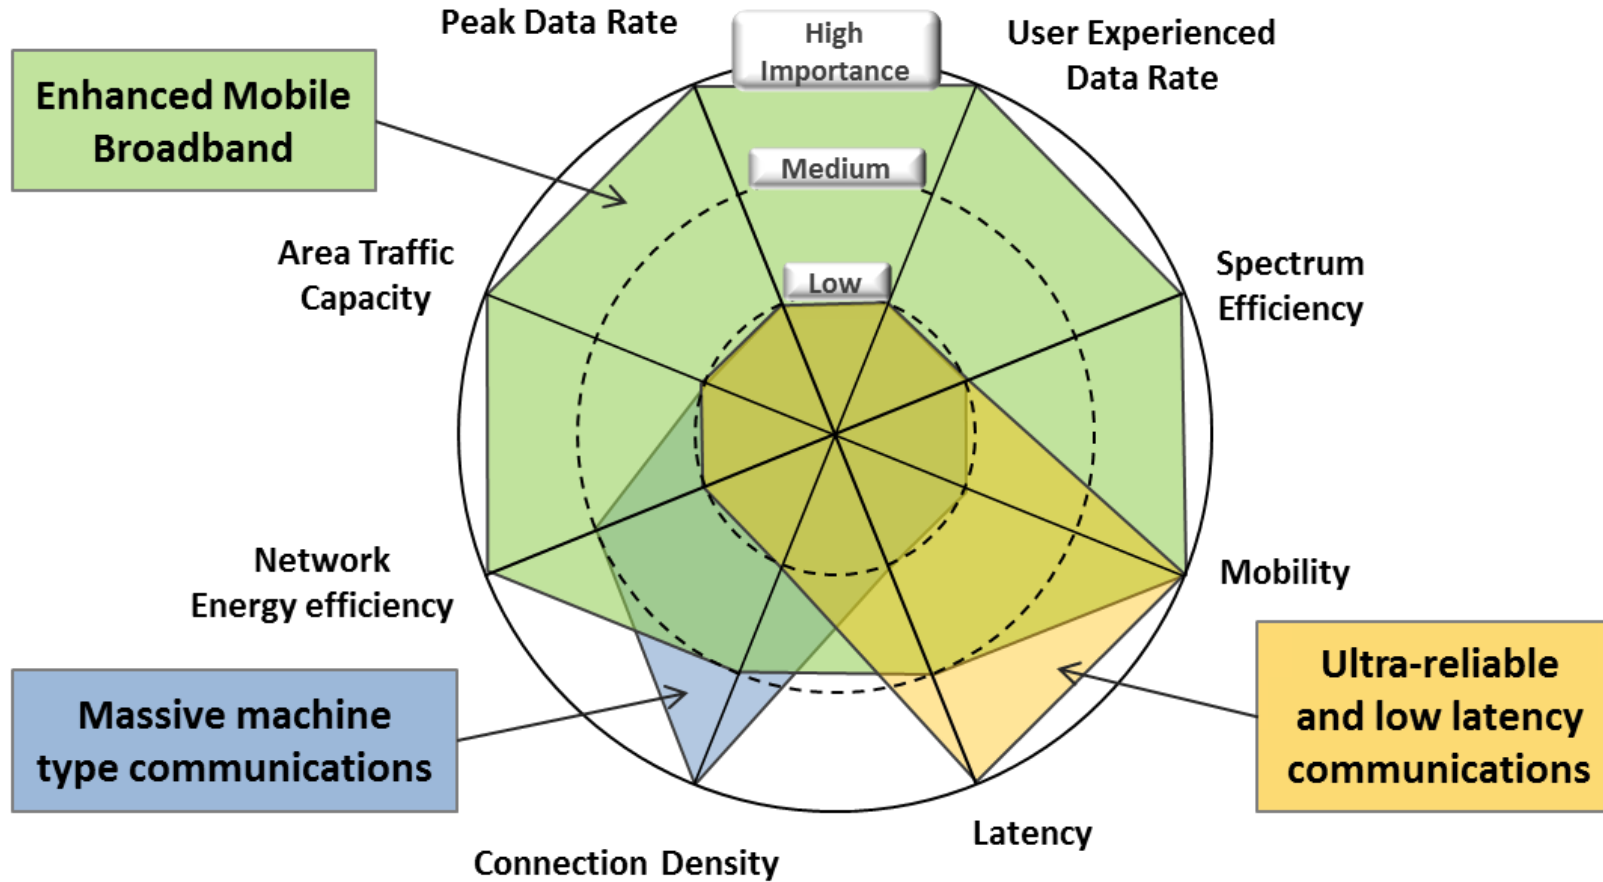 Peak Data Rate
High
Importance
User Experienced
Data Rate
Enhanced Mobile
Broadband
Medium
Area Traffic
Capacity
Low
Spectrum
Efficiency
Network
Energy efficiency
Mobility
Massive machine
type communications
Ultra-reliable
and low latency
communications
Latency
Connection Density